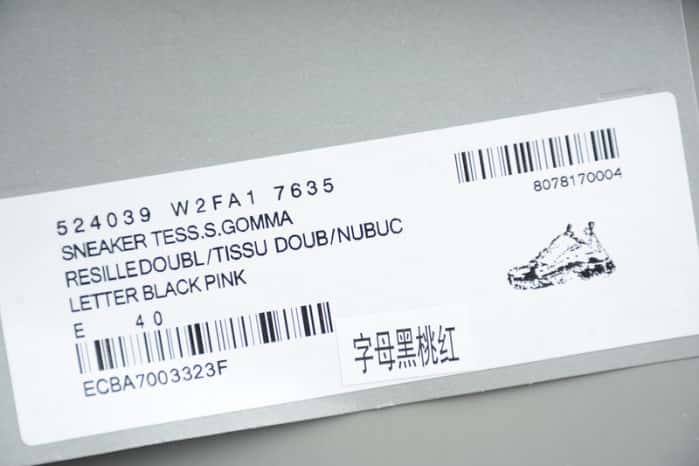 524039 W2FA1 7635
8078170004
SNEAKER TESS.S.GOMMA
RESILLEDOUBL/TISSU DOUB/NUBUC
LETTER BLACK PINK
E 40
ECBA7003323F
字母黑桃红